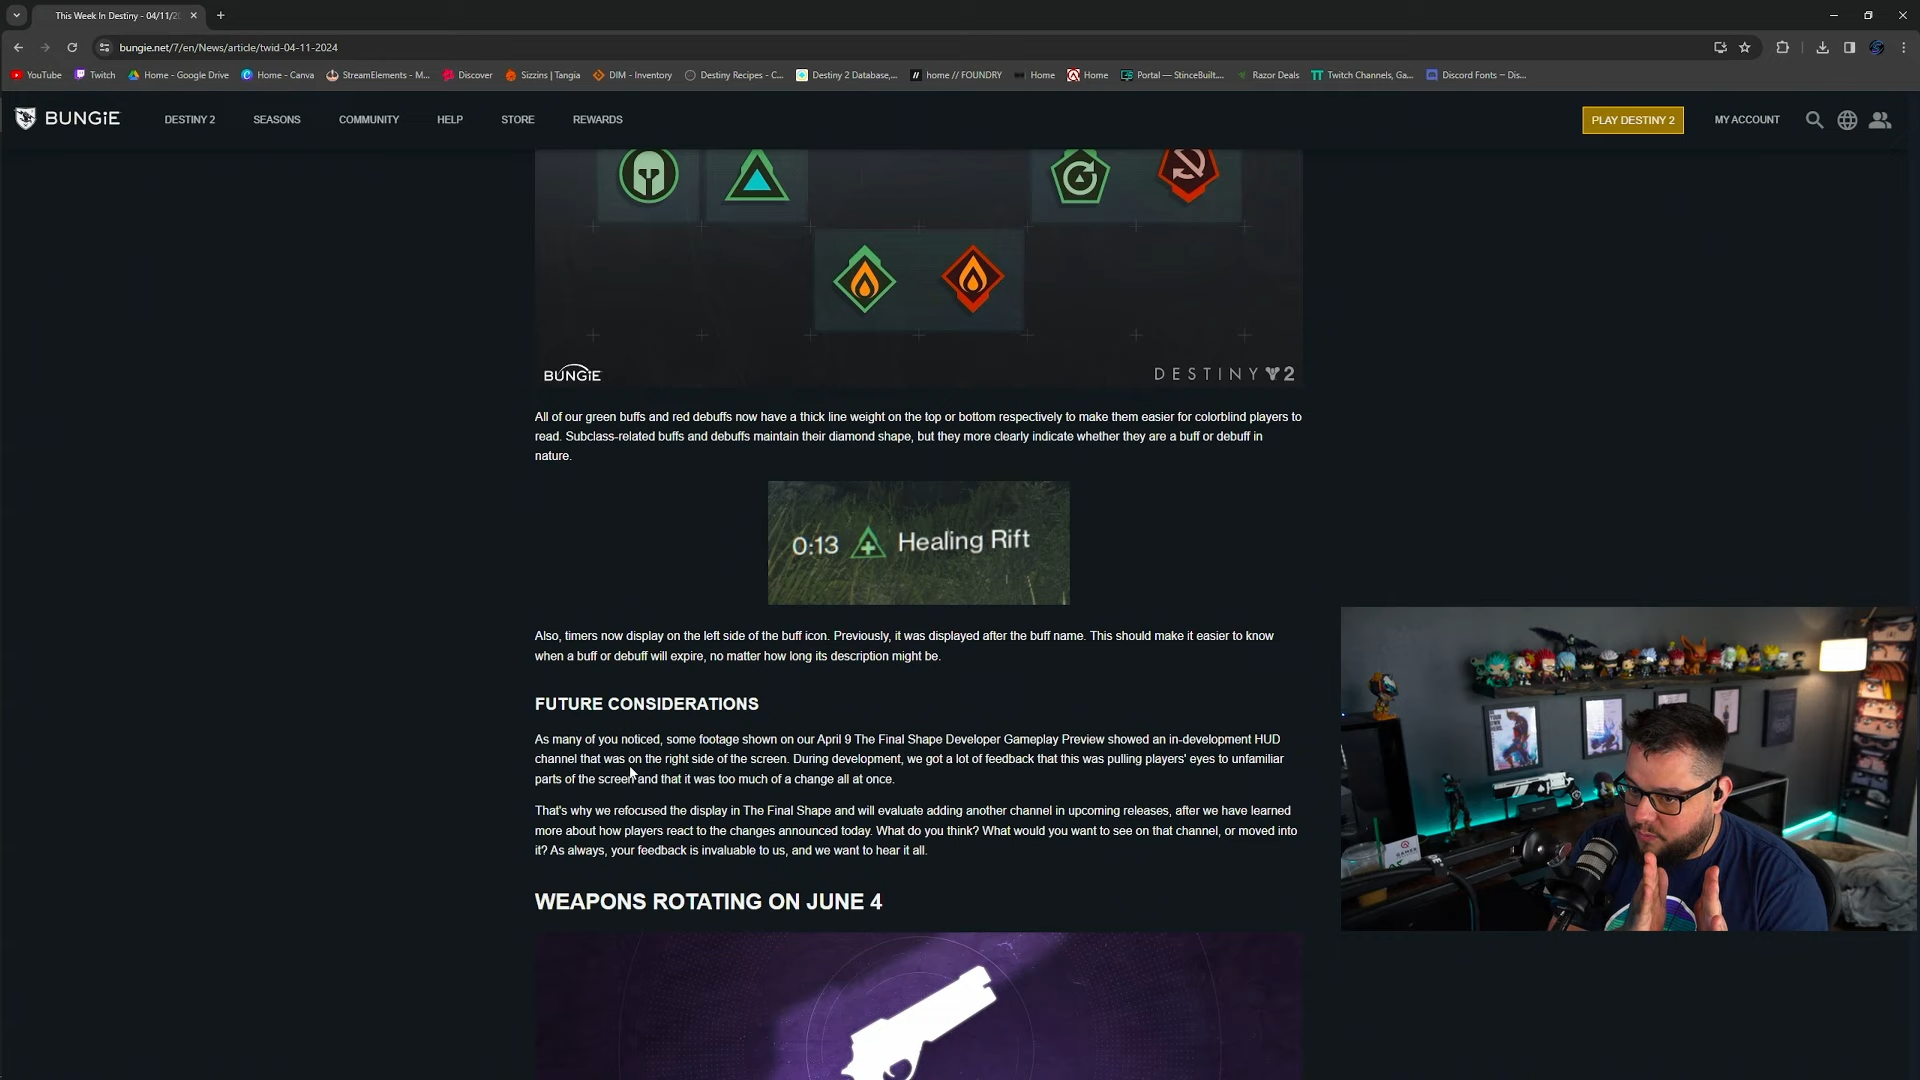 This Week In Destiny - 04/11/20
bungie.net/7/en/News/article/twid-04-11-2024
YouTube Twitch Home - Google Drive Home - Canva StreamElements - M... Discover Sizzins | Tangia DIM - Inventory Destiny Recipes - C... Destiny 2 Database,... home // FOUNDRY Home Home Portal — StinceBuilt.... Razor Deals Twitch Channels, Ga... Discord Fonts – Dis...
BUNGiE DESTINY 2 SEASONS COMMUNITY HELP STORE REWARDS PLAY DESTINY 2 MY ACCOUNT
BUNGiE DESTINY 2
All of our green buffs and red debuffs now have a thick line weight on the top or bottom respectively to make them easier for colorblind players to
read. Subclass-related buffs and debuffs maintain their diamond shape, but they more clearly indicate whether they are a buff or debuff in
nature.
0:13 Healing Rift
Also, timers now display on the left side of the buff icon. Previously, it was displayed after the buff name. This should make it easier to know
when a buff or debuff will expire, no matter how long its description might be.
FUTURE CONSIDERATIONS
As many of you noticed, some footage shown on our April 9 The Final Shape Developer Gameplay Preview showed an in-development HUD
channel that was on the right side of the screen. During development, we got a lot of feedback that this was pulling players' eyes to unfamiliar
parts of the screen and that it was too much of a change all at once.
That's why we refocused the display in The Final Shape and will evaluate adding another channel in upcoming releases, after we have learned
more about how players react to the changes announced today. What do you think? What would you want to see on that channel, or moved into
it? As always, your feedback is invaluable to us, and we want to hear it all.
WEAPONS ROTATING ON JUNE 4